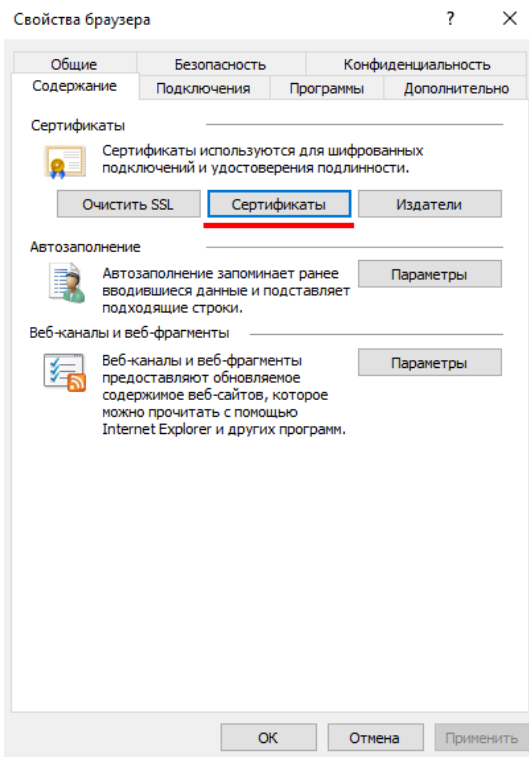 Свойства браузера
?
Общие Безопасность Конфиденциальность
Содержание Подключения Программы Дополнительно
Сертификаты
Сертификаты используются для шифрованных
подключений и удостоверения подлинности.
Очистить SSL Сертификаты Издатели
Автозаполнение
Автозаполнение запоминает ранее
вводившиеся данные и подставляет
подходящие строки.
Параметры
Веб-каналы и веб-фрагменты
Веб-каналы и веб-фрагменты
предоставляют обновляемое
содержимое веб-сайтов, которое
можно прочитать с помощью
Internet Explorer и других программ.
Параметры
ОК Отмена Применить